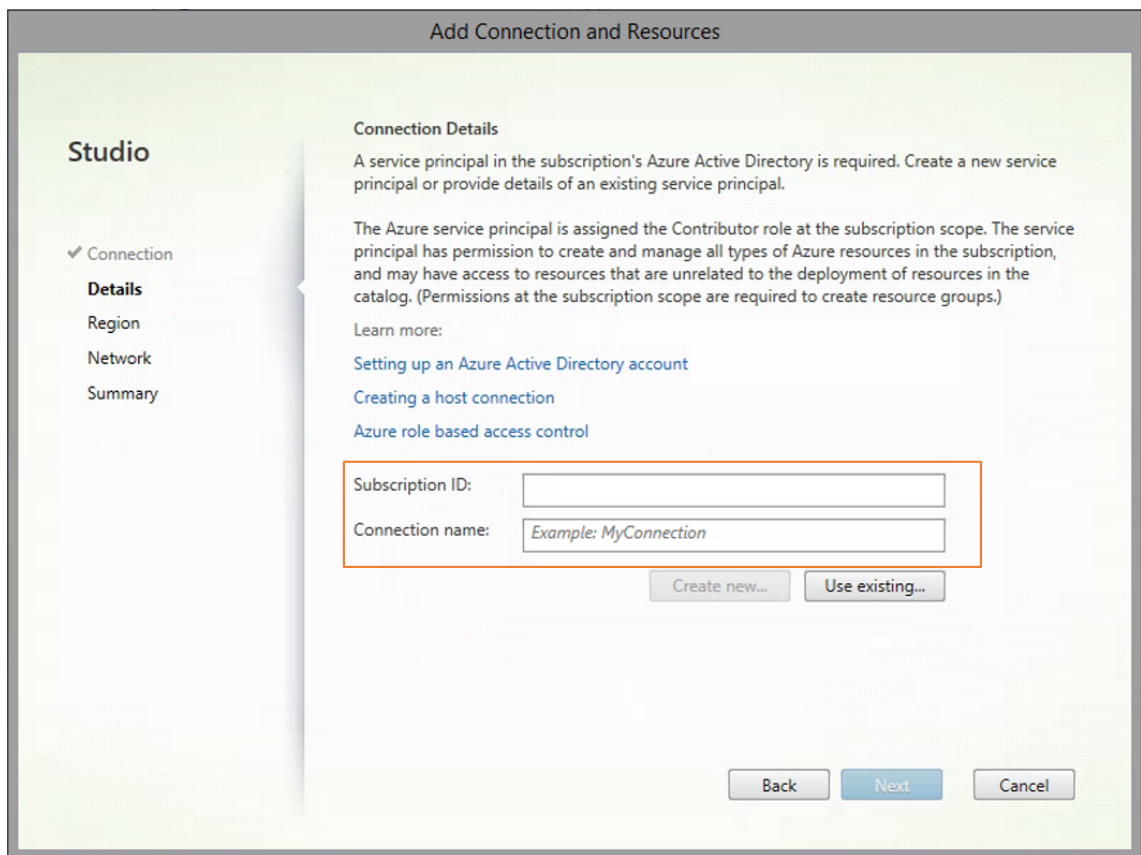 Add Connection and Resources
Studio
Connection
Details
Region
Network
Summary
Connection Details
A service principal in the subscription's Azure Active Directory is required. Create a new service
principal or provide details of an existing service principal.
The Azure service principal is assigned the Contributor role at the subscription scope. The service
principal has permission to create and manage all types of Azure resources in the subscription,
and may have access to resources that are unrelated to the deployment of resources in the
catalog. (Permissions at the subscription scope are required to create resource groups.)
Learn more:
Setting up an Azure Active Directory account
Creating a host connection
Azure role based access control
Subscription ID:
Connection name: Example: MyConnection
Create new... Use existing...
Back Next Cancel